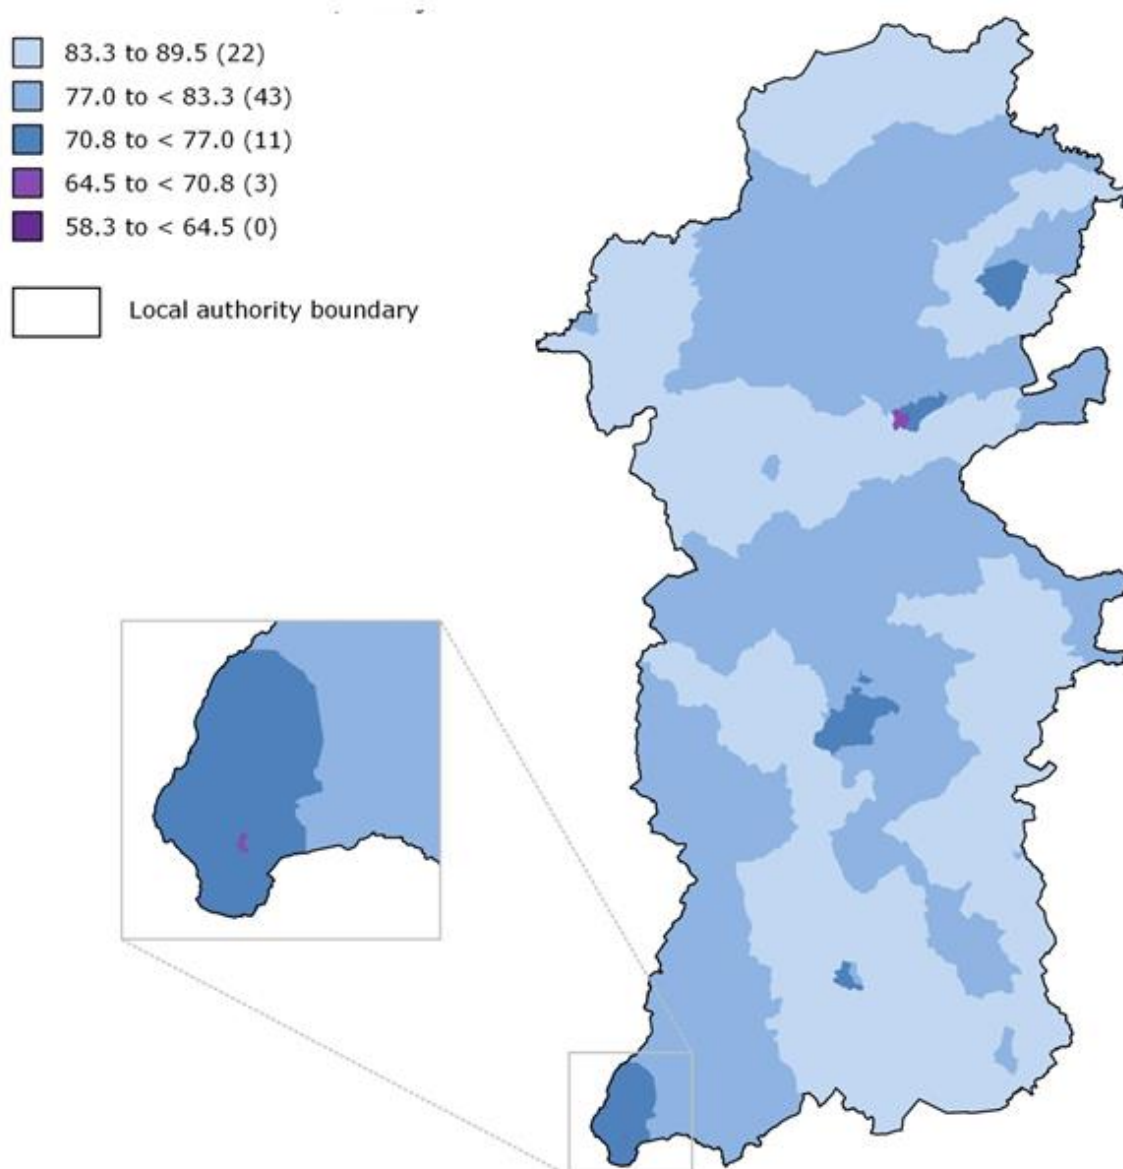 83.3 to 89.5 (22)
77.0 to < 83.3 (43)
70.8 to < 77.0 (11)
64.5 to < 70.8 (3)
58.3 to < 64.5 (0)
Local authority boundary